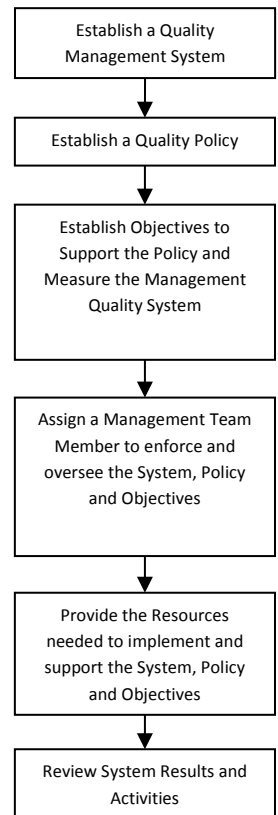 Establish a Quality
Management System
Establish a Quality Policy
Establish Objectives to
Support the Policy and
Measure the Management
Quality System
Assign a Management Team
Member to enforce and
oversee the System, Policy
and Objectives
Provide the Resources
needed to implement and
support the System, Policy
and Objectives
Review System Results and
Activities